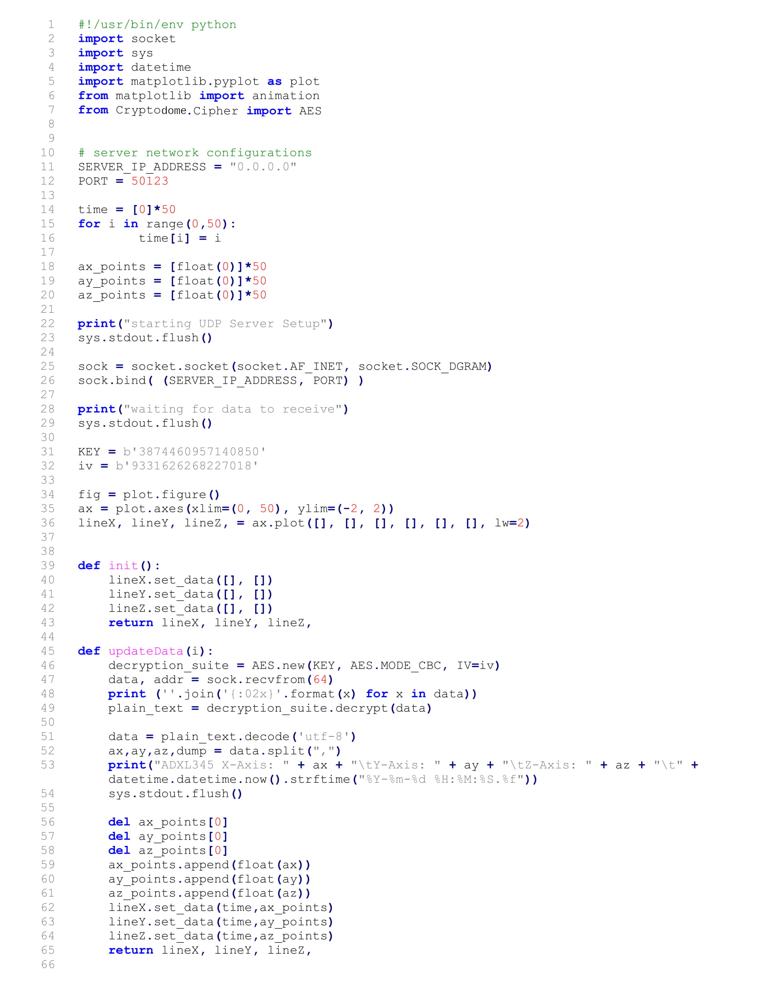 1 #!/usr/bin/env python
2 import socket
3 import sys
4 import datetime
5 import matplotlib.pyplot as plot
6 from matplotlib import animation
7 from Cryptodome.Cipher import AES
8
9
10 # server network configurations
11 SERVER_IP_ADDRESS = "0.0.0.0"
12 PORT = 50123
13
14 time = [0]*50
15 for i in range(0,50):
16         time[i] = i
17
18 ax_points = [float(0)]*50
19 ay_points = [float(0)]*50
20 az_points = [float(0)]*50
21
22 print("starting UDP Server Setup")
23 sys.stdout.flush()
24
25 sock = socket.socket(socket.AF_INET, socket.SOCK_DGRAM)
26 sock.bind( (SERVER_IP_ADDRESS, PORT) )
27
28 print("waiting for data to receive")
29 sys.stdout.flush()
30
31 KEY = b'3874460957140850'
32 iv = b'9331626268227018'
33
34 fig = plot.figure()
35 ax = plot.axes(xlim=(0, 50), ylim=(-2, 2))
36 lineX, lineY, lineZ, = ax.plot([], [], [], [], [], [], lw=2)
37
38
39 def init():
40     lineX.set_data([], [])
41     lineY.set_data([], [])
42     lineZ.set_data([], [])
43     return lineX, lineY, lineZ,
44
45 def updateData(i):
46     decryption_suite = AES.new(KEY, AES.MODE_CBC, IV=iv)
47     data, addr = sock.recvfrom(64)
48     print (''.join('{:02x}'.format(x) for x in data))
49     plain_text = decryption_suite.decrypt(data)
50
51     data = plain_text.decode('utf-8')
52     ax,ay,az,dump = data.split(",")
53     print("ADXL345 X-Axis: " + ax + "\tY-Axis: " + ay + "\tZ-Axis: " + az + "\t" +
    datetime.datetime.now().strftime("%Y-%m-%d %H:%M:%S.%f"))
54     sys.stdout.flush()
55
56     del ax_points[0]
57     del ay_points[0]
58     del az_points[0]
59     ax_points.append(float(ax))
60     ay_points.append(float(ay))
61     az_points.append(float(az))
62     lineX.set_data(time,ax_points)
63     lineY.set_data(time,ay_points)
64     lineZ.set_data(time,az_points)
65     return lineX, lineY, lineZ,
66